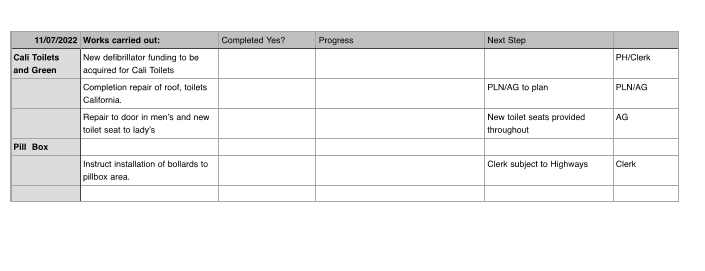 11/07/2022 Works carried out: Completed Yes? Progress Next Step
Cali Toilets New defibrillator funding to be PH/Clerk
and Green acquired for Cali Toilets
Completion repair of roof, toilets PLN/AG to plan PLN/AG
California.
Repair to door in men's and new New toilet seats provided AG
toilet seat to lady's throughout
Pill Box
Instruct installation of bollards to Clerk subject to Highways Clerk
pillbox area.